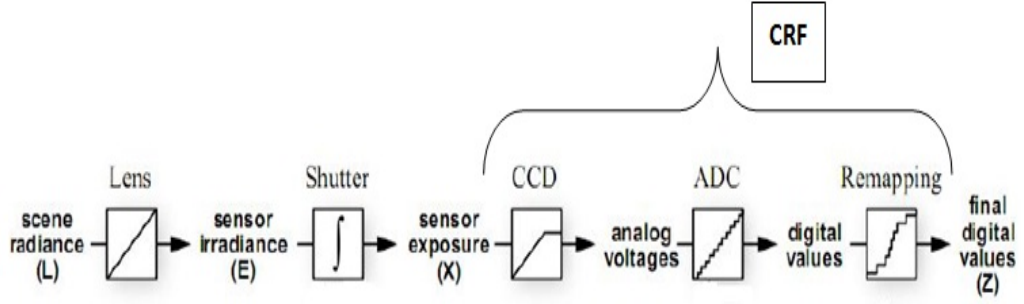 CRF
Lens
Shutter
CCD
ADC
Remapping
scene
radiance
(L)
sensor
irradiance
(E)
sensor
exposure
(X)
analog
voltages
digital
values
final
digital
values
(Z)